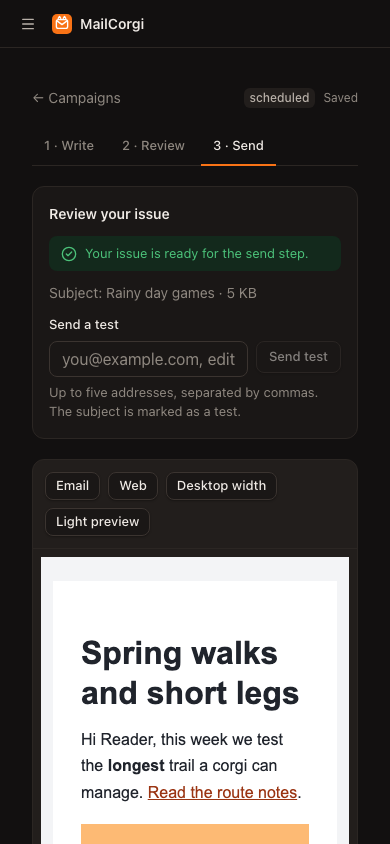 MailCorgi
← Campaigns
scheduled
Saved
1 · Write
2 · Review
3 · Send
Review your issue
Your issue is ready for the send step.
Subject: Rainy day games · 5 KB
Send a test
you@example.com, edit
Send test
Up to five addresses, separated by commas.
The subject is marked as a test.
Email
Web
Desktop width
Light preview
Spring walks
and short legs
Hi Reader, this week we test
the longest trail a corgi can
manage. Read the route notes.